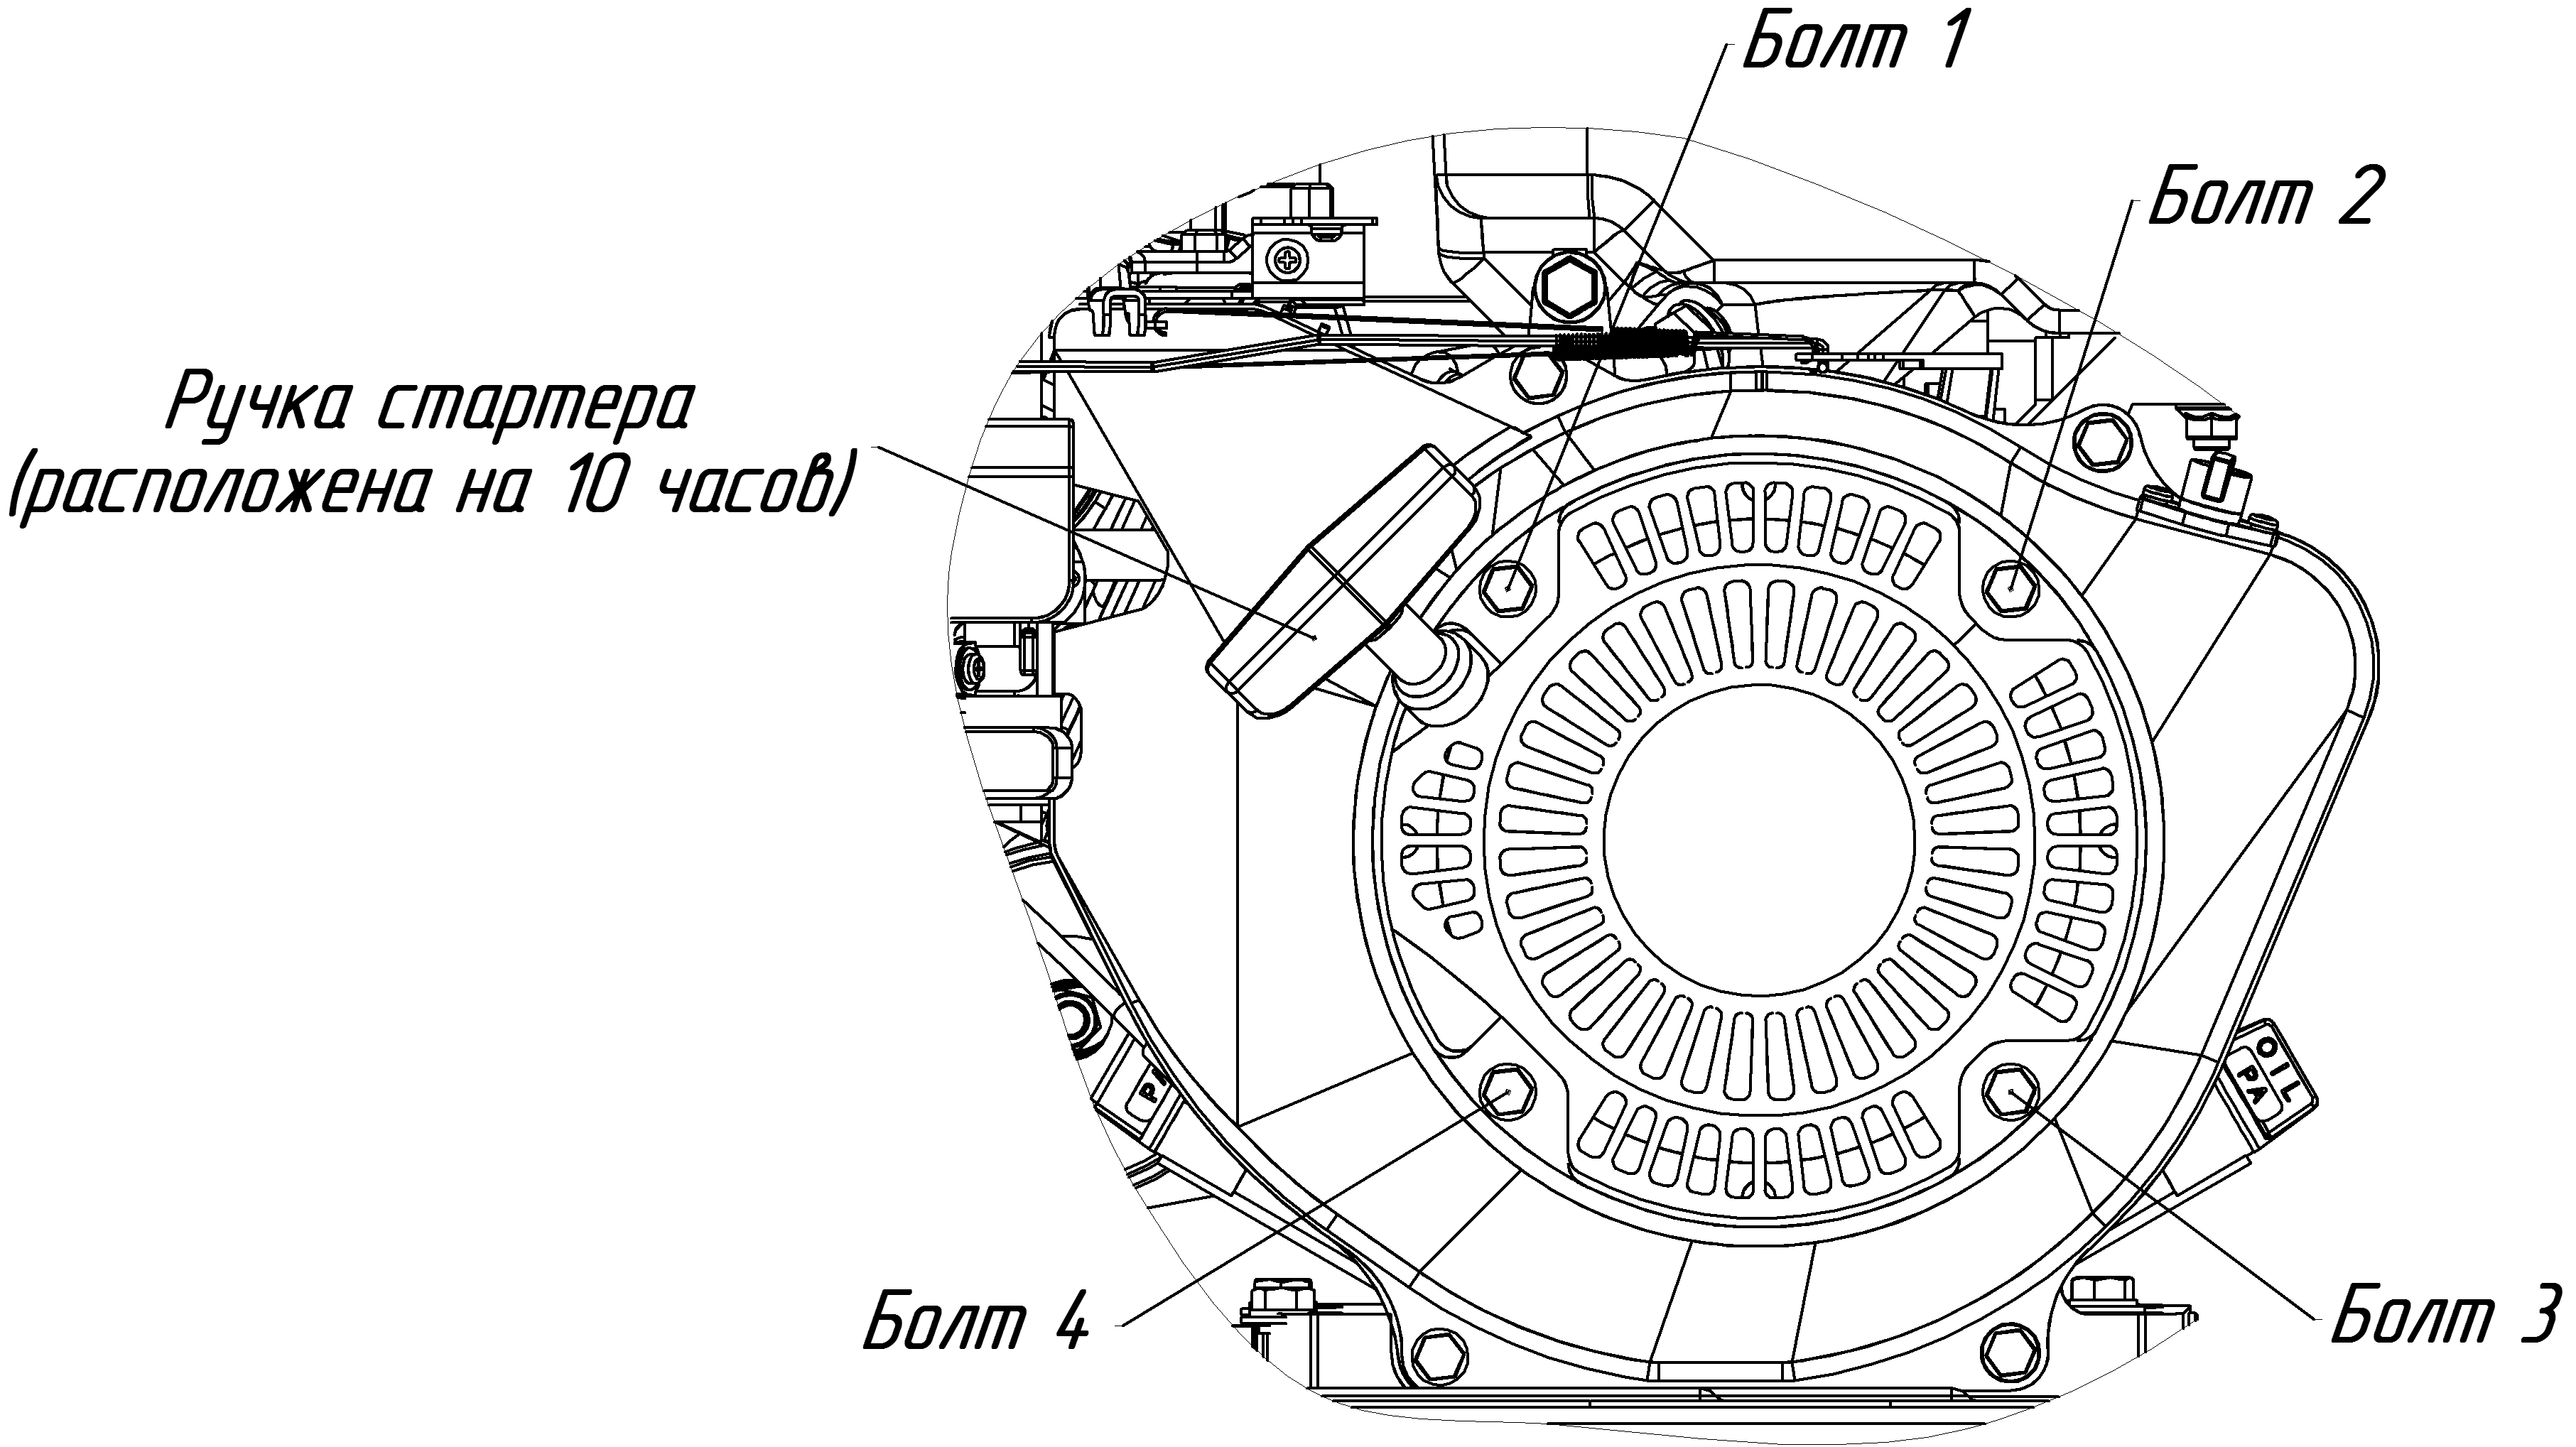 Болт 1
Болт 2
Ручка стартера
(расположена на 10 часов)
OIL
PA
Болт 4
Болт 3